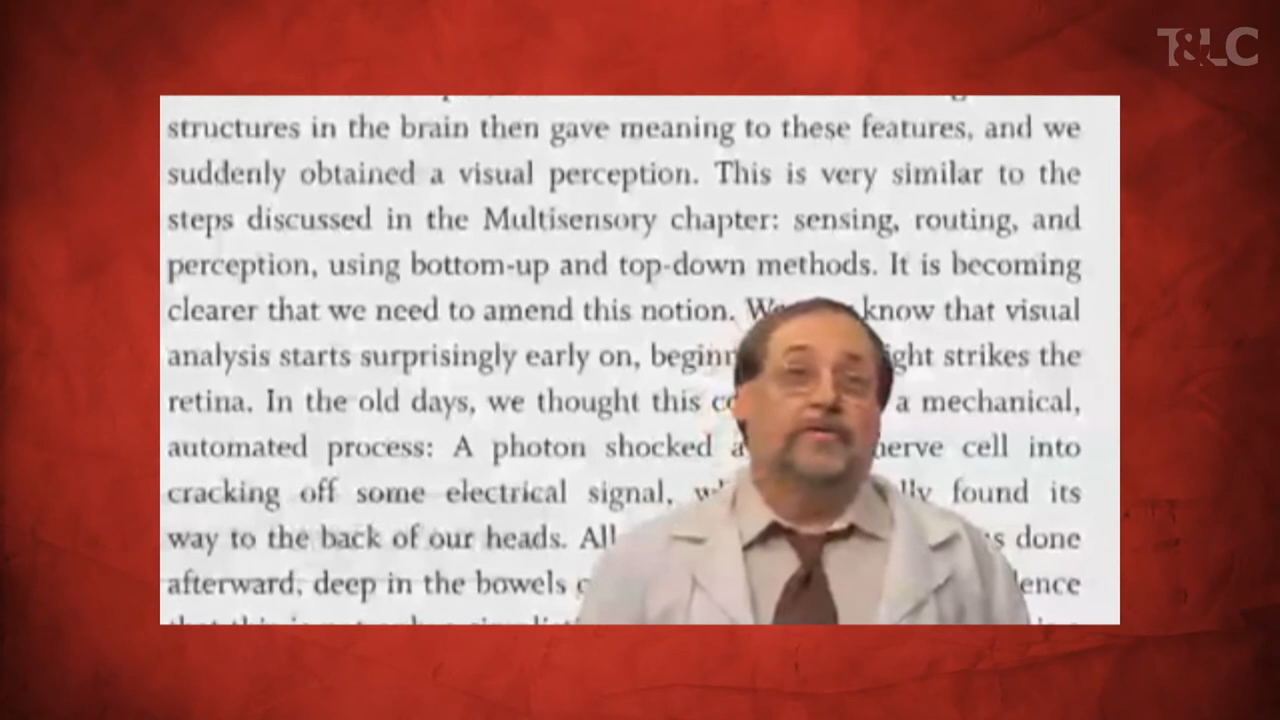 T&LC
structures in the brain then gave meaning to these features, and we
suddenly obtained a visual perception. This is very similar to the
steps discussed in the Multisensory chapter: sensing, routing, and
perception, using bottom-up and top-down methods. It is becoming
clearer that we need to amend this notion. know that visual
analysis starts surprisingly early on, strikes the
retina. In the old days, we thought this a mechanical,
automated process: A photon shocked nerve cell into
cracking off some electrical signal, found its
way to the back of our heads. All done
afterward, deep in the bowels